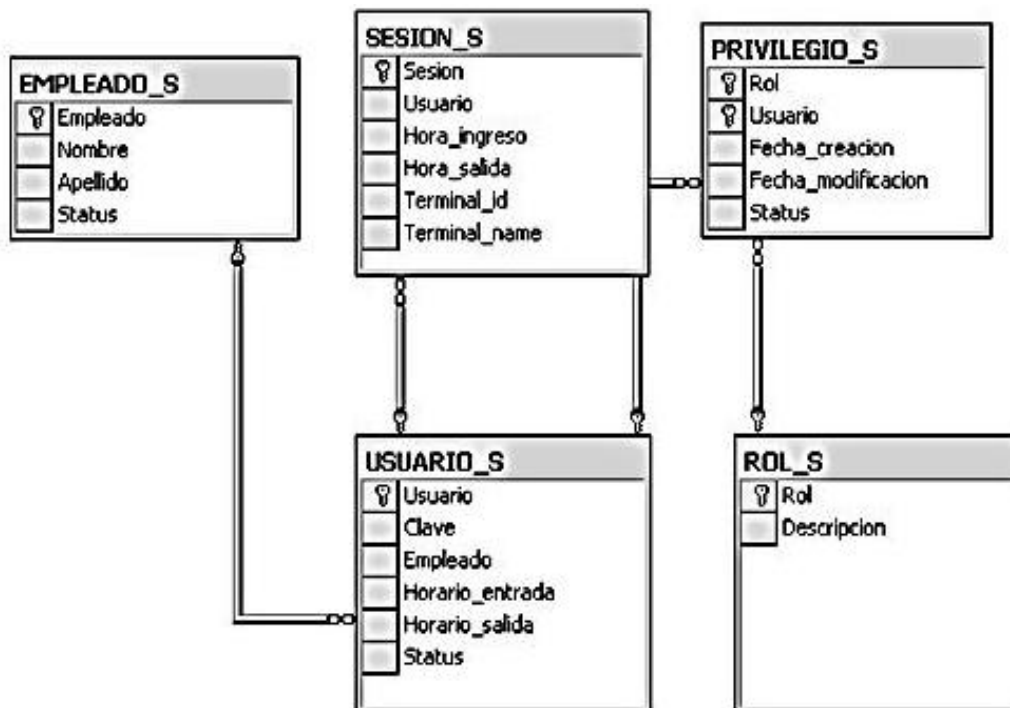 EMPLEADO_S
Empleado
Nombre
Apellido
Status
SESION_S
Sesion
Usuario
Hora_ingreso
Hora_salida
Terminal_id
Terminal_name
PRIVILEGIO_S
Rol
Usuario
Fecha_creacion
Fecha_modificacion
Status
USUARIO_S
Usuario
Clave
Empleado
Horario_entrada
Horario_salida
Status
ROL_S
Rol
Descripcion